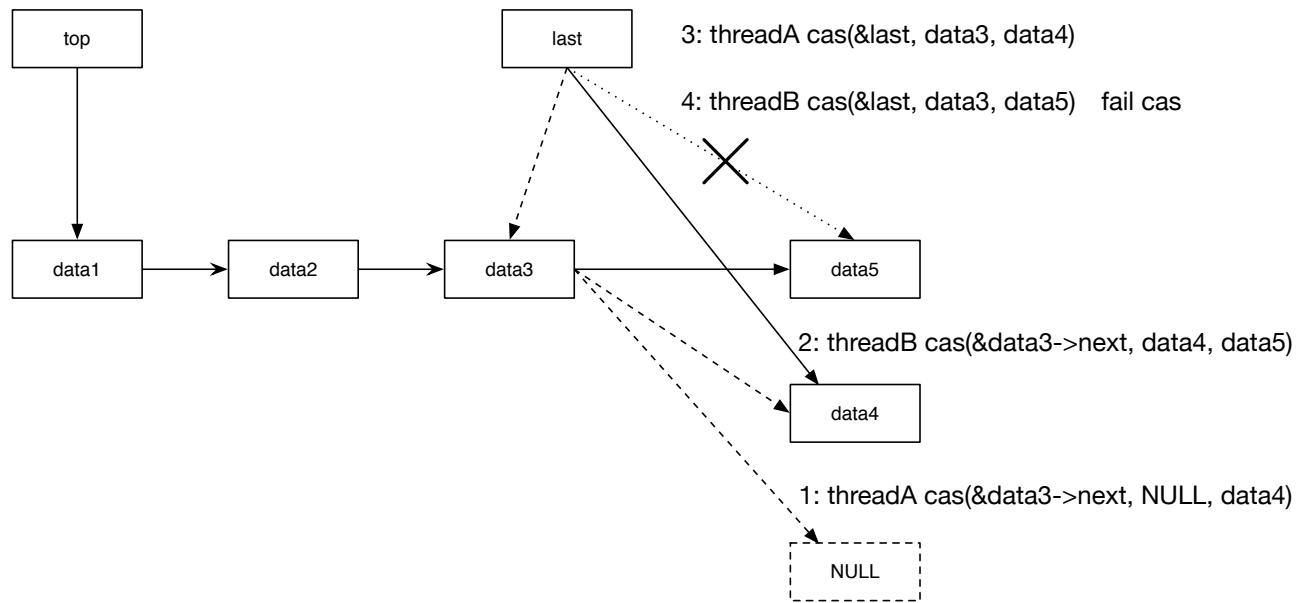 top
last
3: threadA cas(&last, data3, data4)
4: threadB cas(&last, data3, data5) fail cas
data1
data2
data3
data5
2: threadB cas(&data3->next, data4, data5)
data4
1: threadA cas(&data3->next, NULL, data4)
NULL